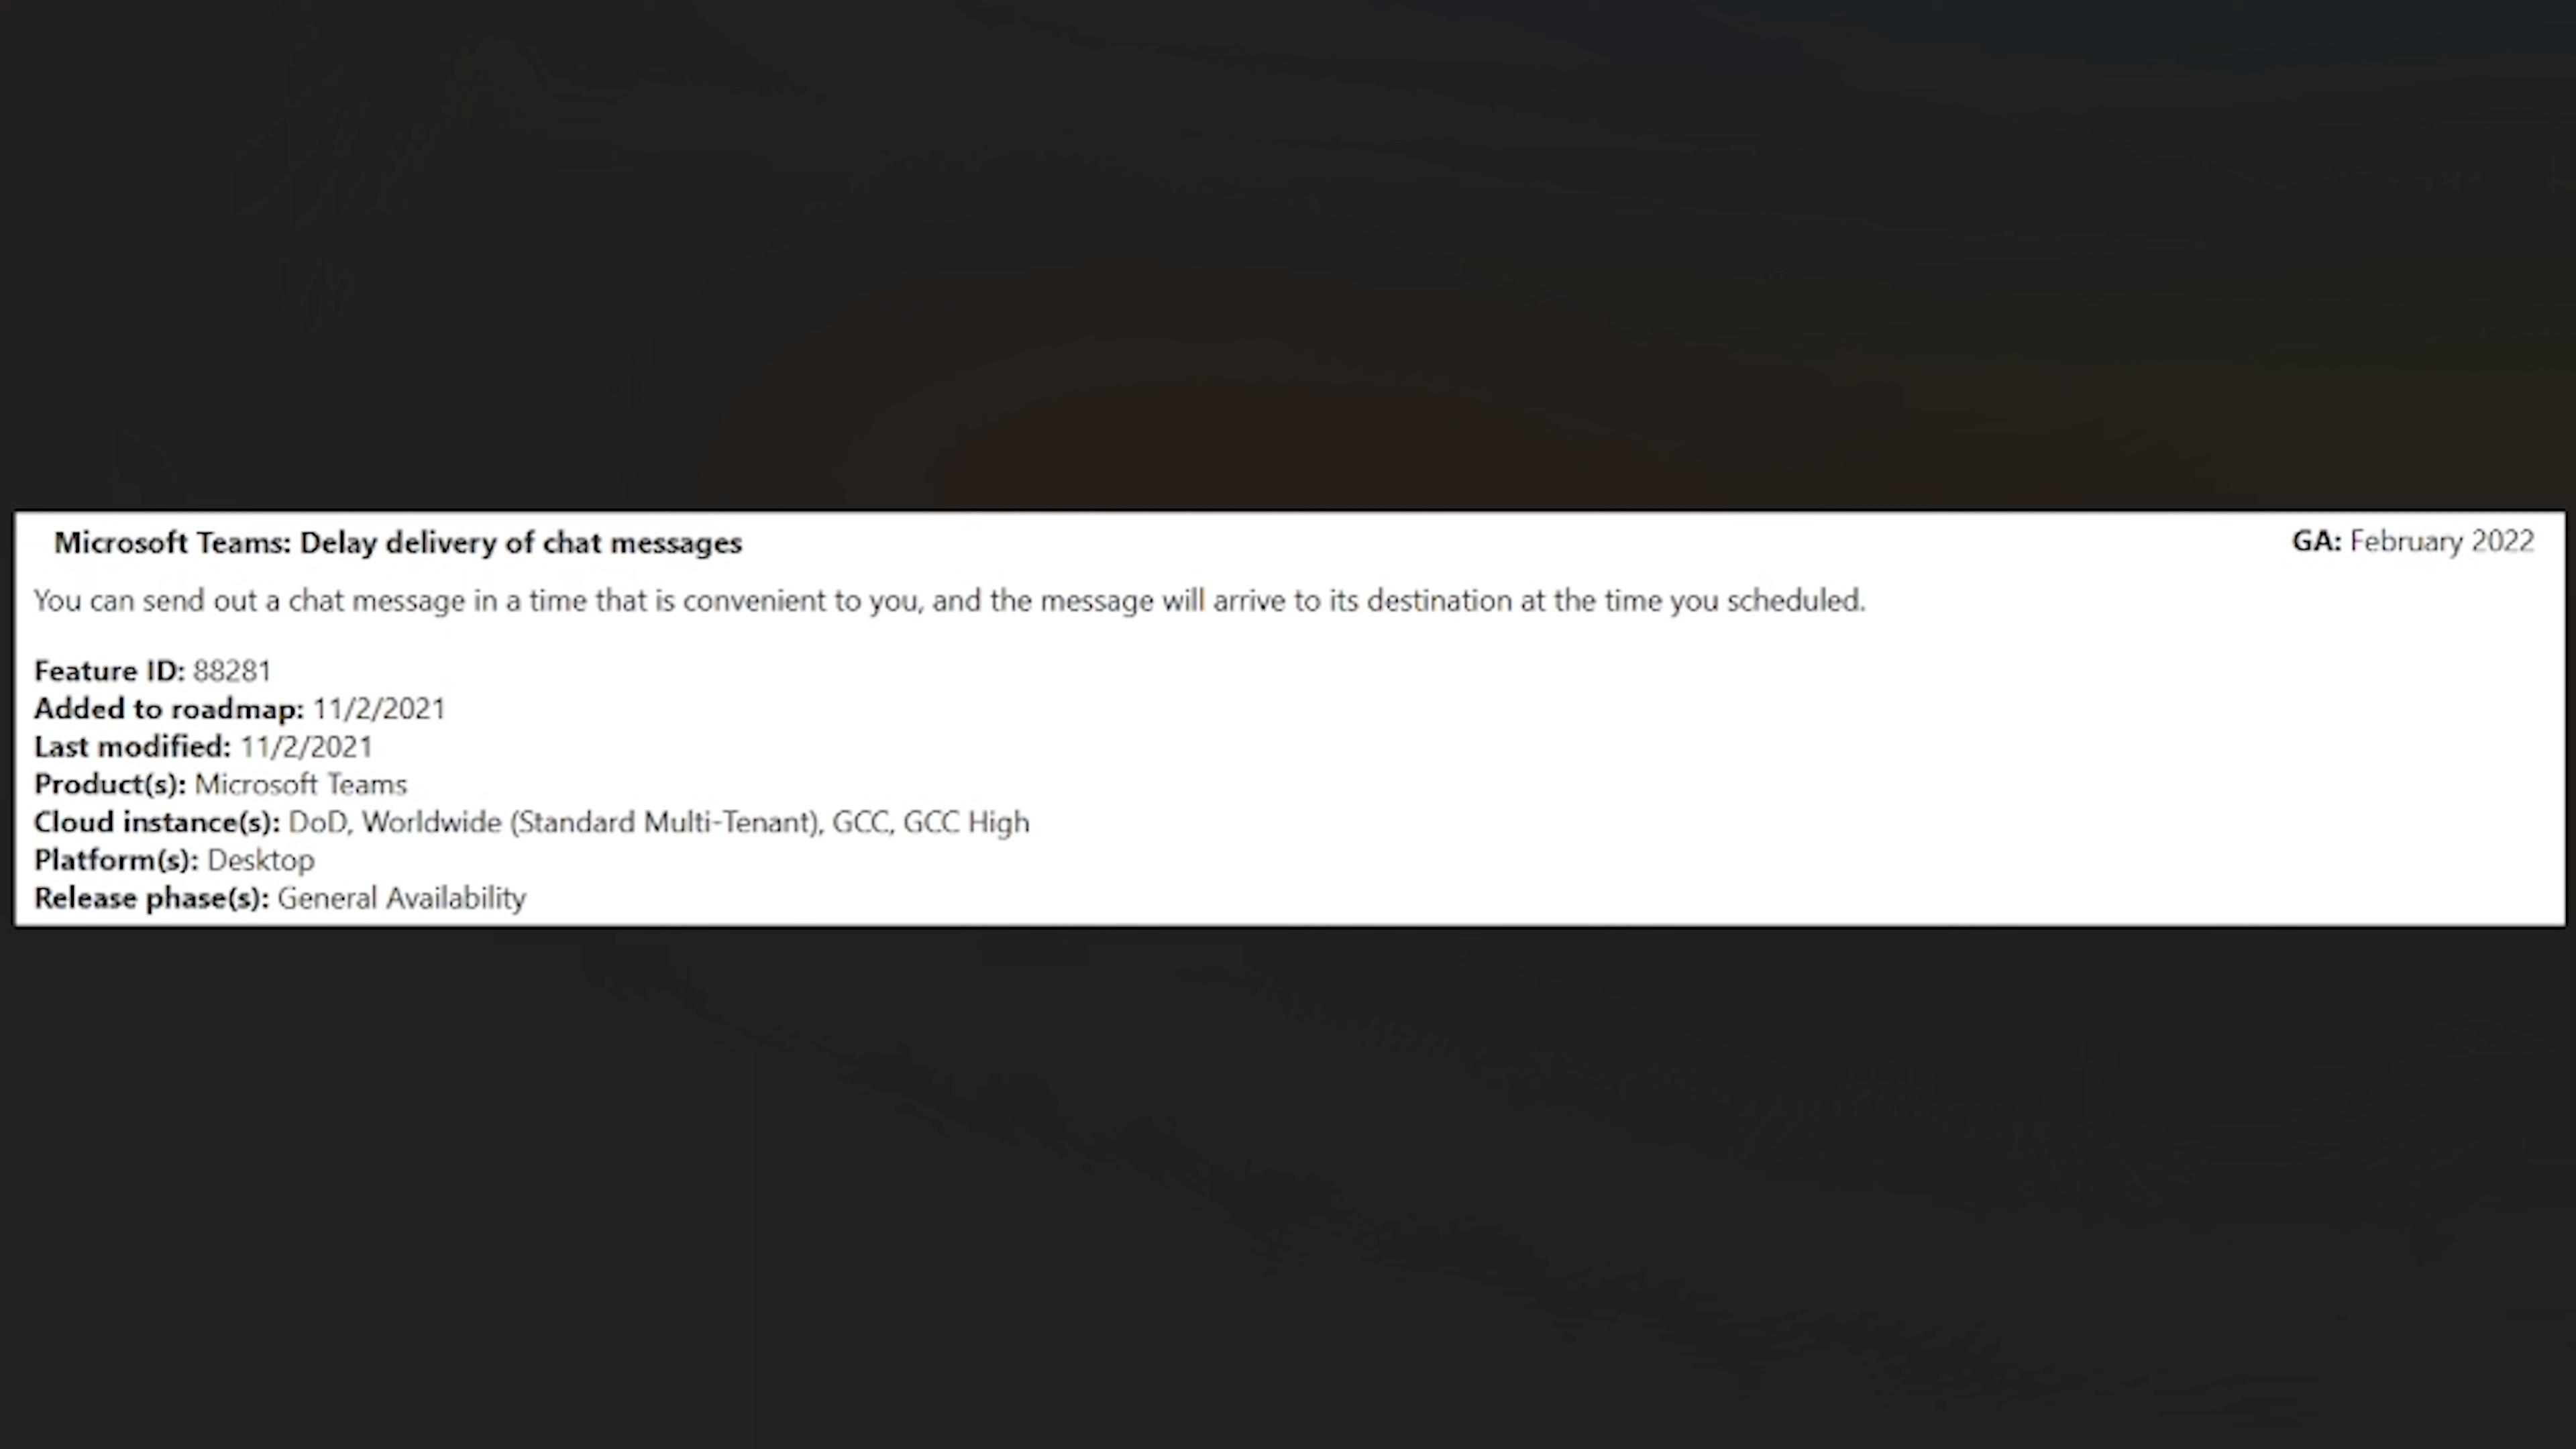 Microsoft Teams: Delay delivery of chat messages
GA: February 2022
You can send out a chat message in a time that is convenient to you, and the message will arrive to its destination at the time you scheduled.
Feature ID: 88281
Added to roadmap: 11/2/2021
Last modified: 11/2/2021
Product(s): Microsoft Teams
Cloud instance(s): DoD, Worldwide (Standard Multi-Tenant), GCC, GCC High
Platform(s): Desktop
Release phase(s): General Availability